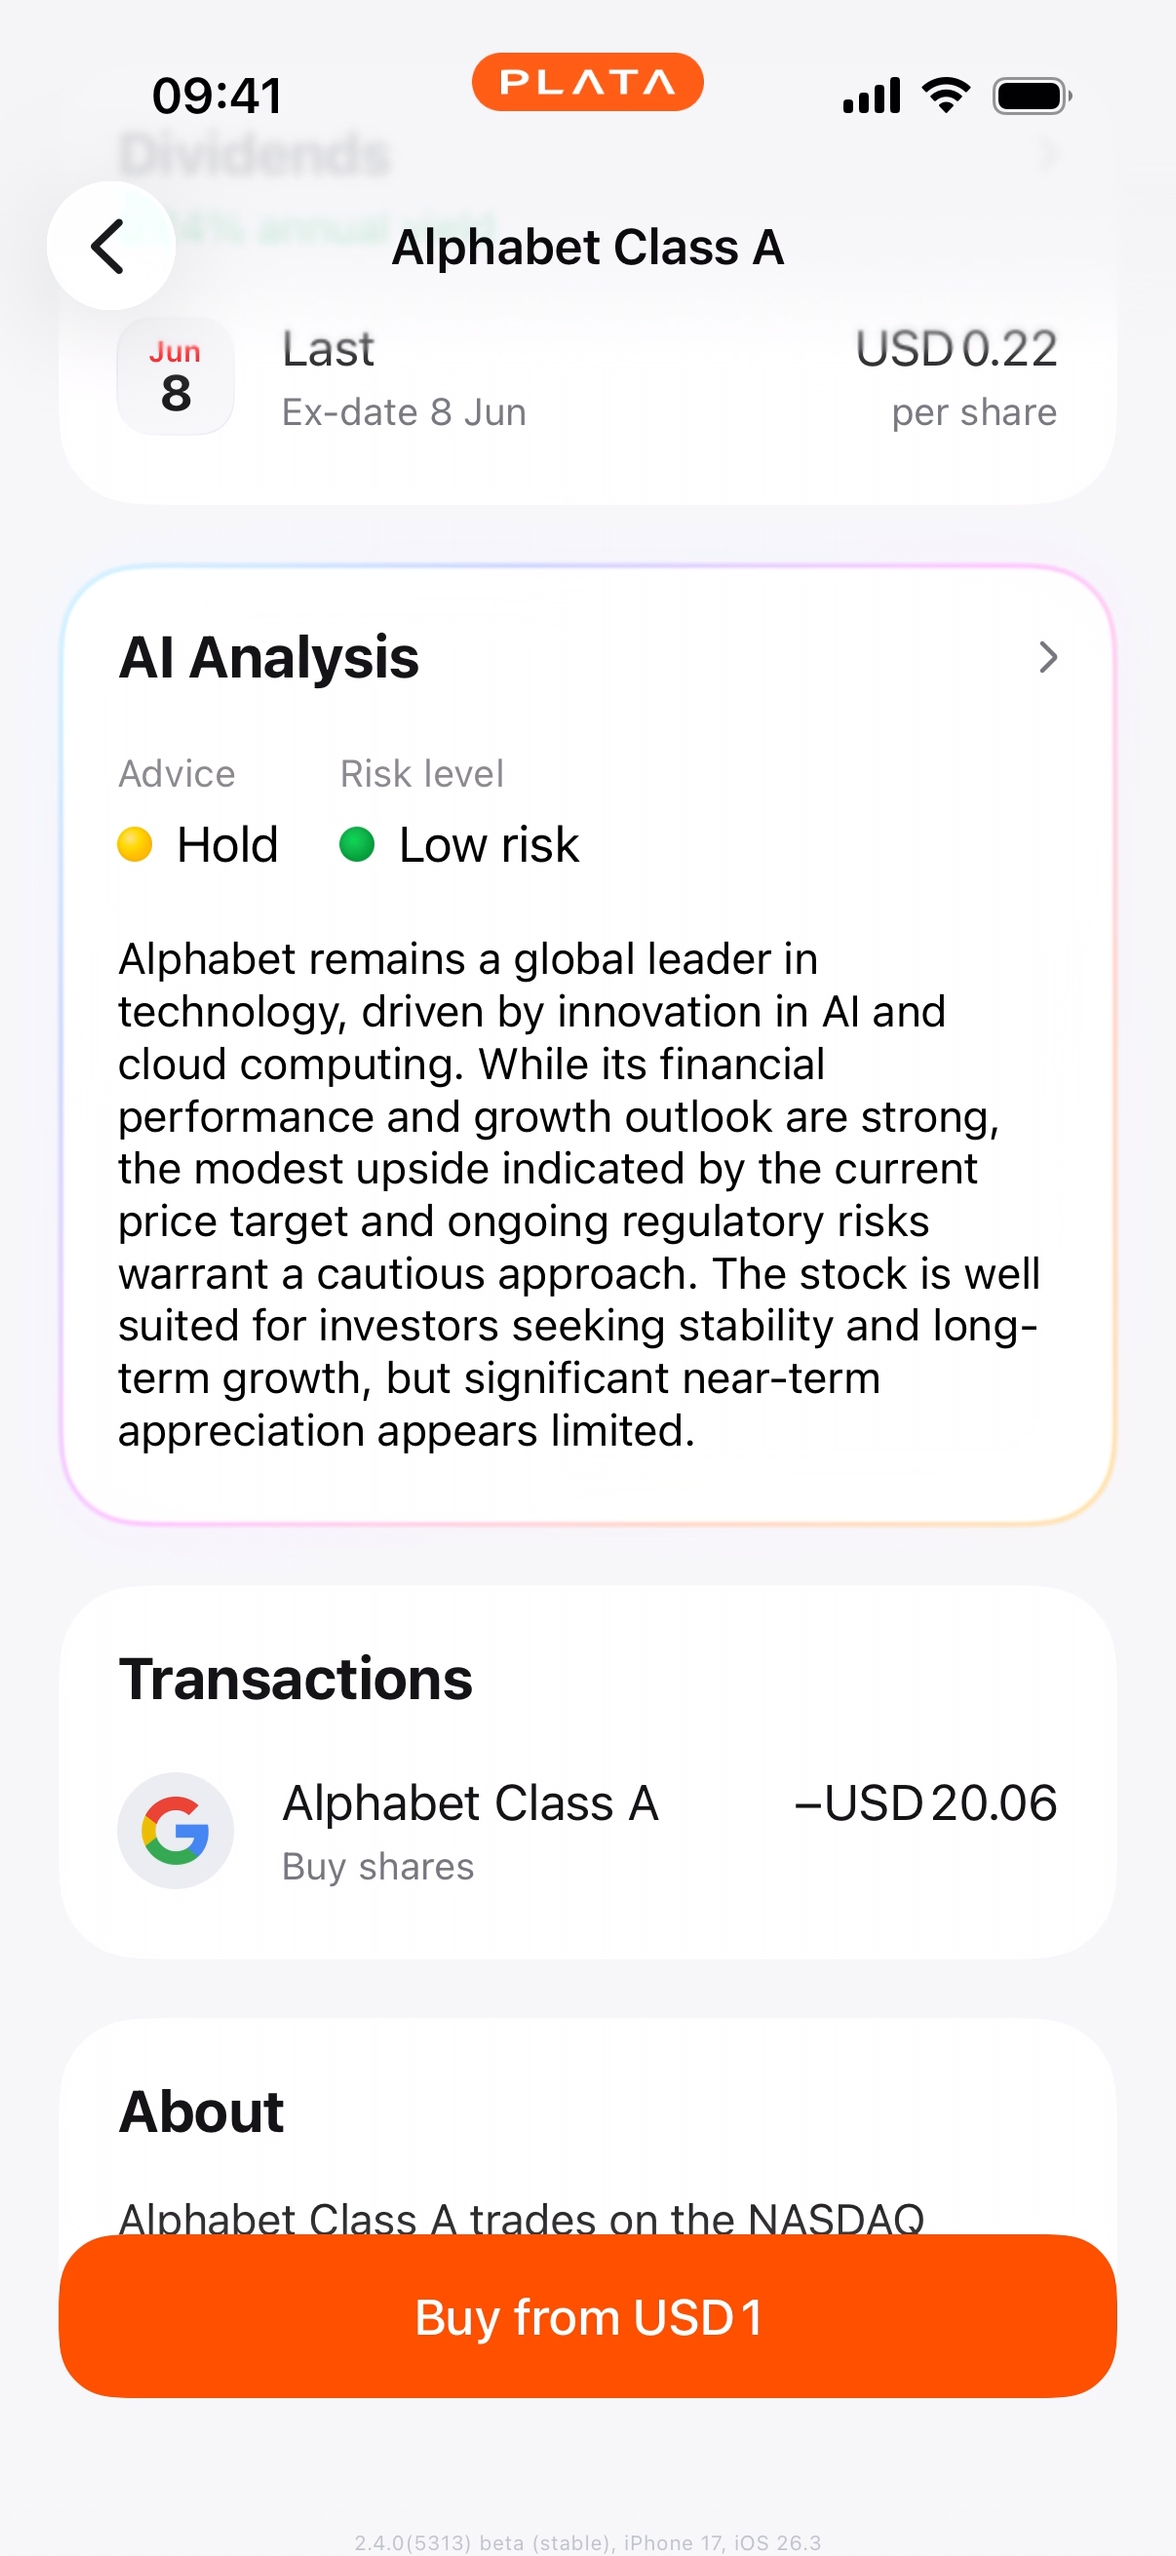 09:41
PLATA
Dividends
4% annual yield
Alphabet Class A
Jun
8
Last
USD 0.22
Ex-date 8 Jun
per share
AI Analysis
Advice
Risk level
Hold
Low risk
Alphabet remains a global leader in
technology, driven by innovation in AI and
cloud computing. While its financial
performance and growth outlook are strong,
the modest upside indicated by the current
price target and ongoing regulatory risks
warrant a cautious approach. The stock is well
suited for investors seeking stability and long-
term growth, but significant near-term
appreciation appears limited.
Transactions
Alphabet Class A
–USD 20.06
Buy shares
About
Alphabet Class A trades on the NASDAQ
Buy from USD 1
2.4.0(5313) beta (stable), iPhone 17, iOS 26.3